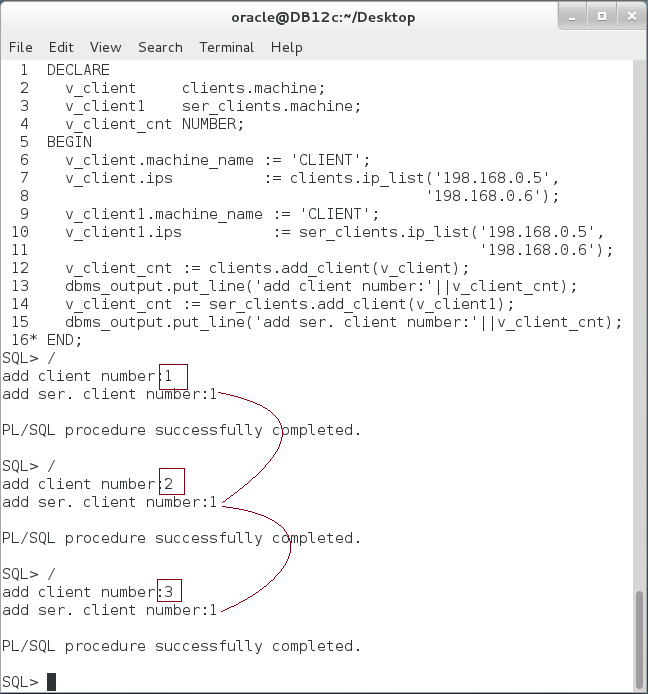 oracle@DB12c:~/Desktop
File Edit View Search Terminal Help
1 DECLARE
2 v_client clients.machine;
3 v_client1 ser_clients.machine;
4 v_client_cnt NUMBER;
5 BEGIN
6 v_client.machine_name := 'CLIENT';
7 v_client.ips := clients.ip_list('198.168.0.5',
8 '198.168.0.6');
9 v_client1.machine_name := 'CLIENT';
10 v_client1.ips := ser_clients.ip_list('198.168.0.5',
11 '198.168.0.6');
12 v_client_cnt := clients.add_client(v_client);
13 dbms_output.put_line('add client number:'||v_client_cnt);
14 v_client_cnt := ser_clients.add_client(v_client1);
15 dbms_output.put_line('add ser. client number:'||v_client_cnt);
16* END;
SQL> /
add client number:1
add ser. client number:1
PL/SQL procedure successfully completed.
SQL> /
add client number:2
add ser. client number:1
PL/SQL procedure successfully completed.
SQL> /
add client number:3
add ser. client number:1
PL/SQL procedure successfully completed.
SQL>